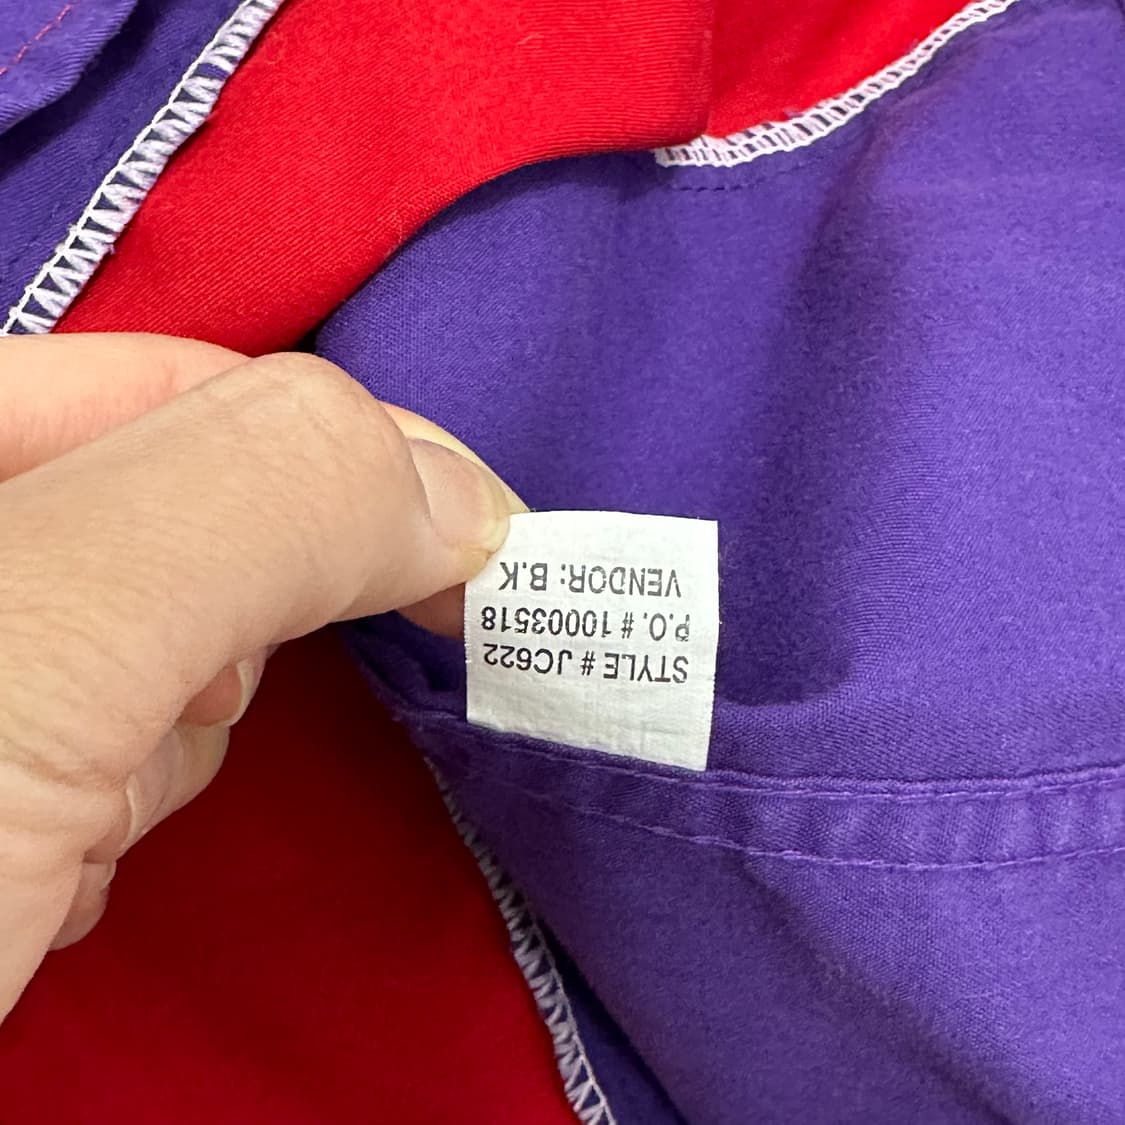 STYLE # JC622
P.O. # 10003518
VENDOR: B.K